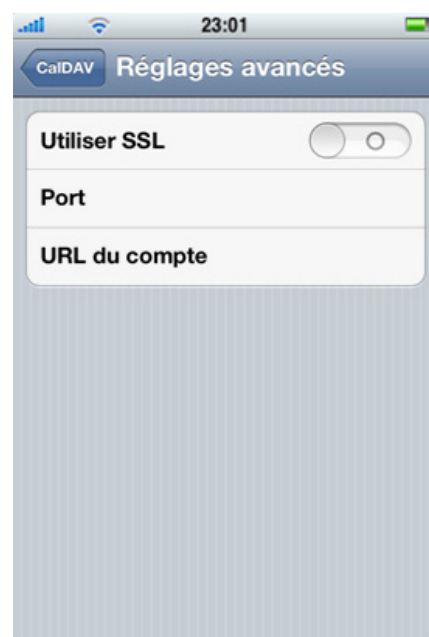 23:01
CalDAV Réglages avancés
Utiliser SSL
Port
URL du compte